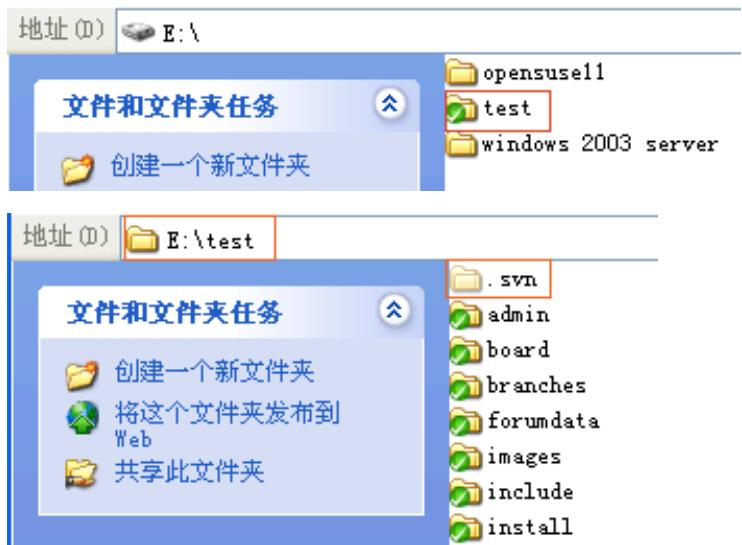 地址(D) E:\
文件和文件夹任务
创建一个新文件夹
opensuse11
test
windows 2003 server
地址(D) E:\test
文件和文件夹任务
创建一个新文件夹
将这个文件夹发布到
Web
共享此文件夹
.svn
admin
board
branches
forumdata
images
include
install